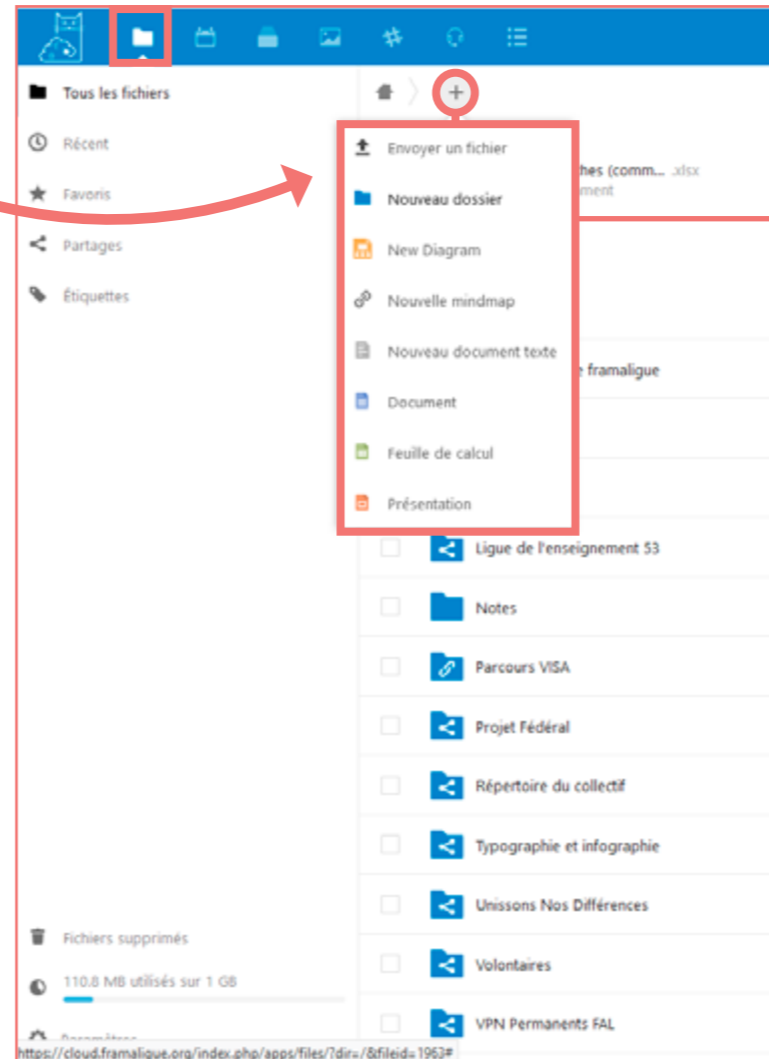 Tous les fichiers
Récent
Favoris
Partages
Étiquettes
Envoyer un fichier
Nouveau dossier
New Diagram
Nouvelle mindmap
Nouveau document texte
Document
Feuille de calcul
Présentation
hes (comm... .xlsx
ment
framaligue
Ligue de l'enseignement 53
Notes
Parcours VISA
Projet Fédéral
Répertoire du collectif
Typographie et infographie
Unissons Nos Différences
Volontaires
VPN Permanents FAL
Fichiers supprimés
110.8 MB utilisés sur 1 GB
Paramètres
https://cloud.framaligue.org/index.php/apps/files/?dir=/&fileid=1963#